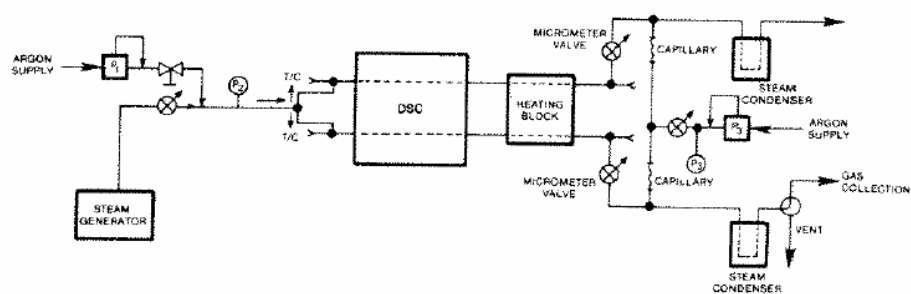 ARGON
SUPPLY
P1
STEAM
GENERATOR
P2
T/C
T/C
DSC
HEATING
BLOCK
MICROMETER
VALVE
MICROMETER
VALVE
CAPILLARY
CAPILLARY
STEAM
CONDENSER
P3
ARGON
SUPPLY
GAS
COLLECTION
VENT
STEAM
CONDENSER